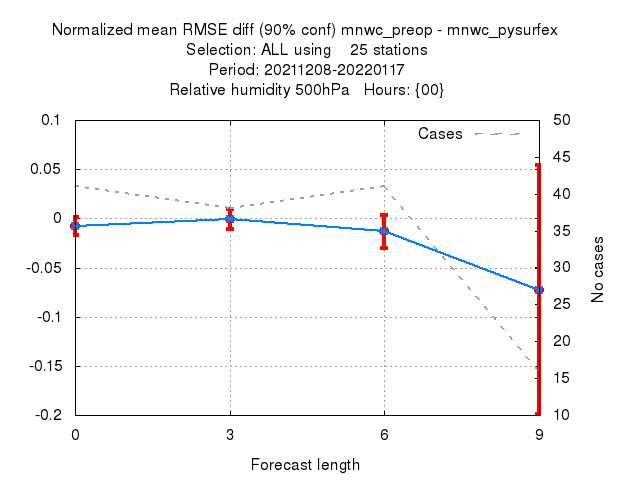 Normalized mean RMSE diff (90% conf) mnwc_preop - mnwc_pysurfex
Selection: ALL using    25 stations
Period: 20211208-20220117
Relative humidity 500hPa   Hours: {00}
0.1
0.05
0
-0.05
-0.1
-0.15
-0.2
Cases
50
45
40
35
30
25
20
15
10
No cases
0 3 6 9
Forecast length